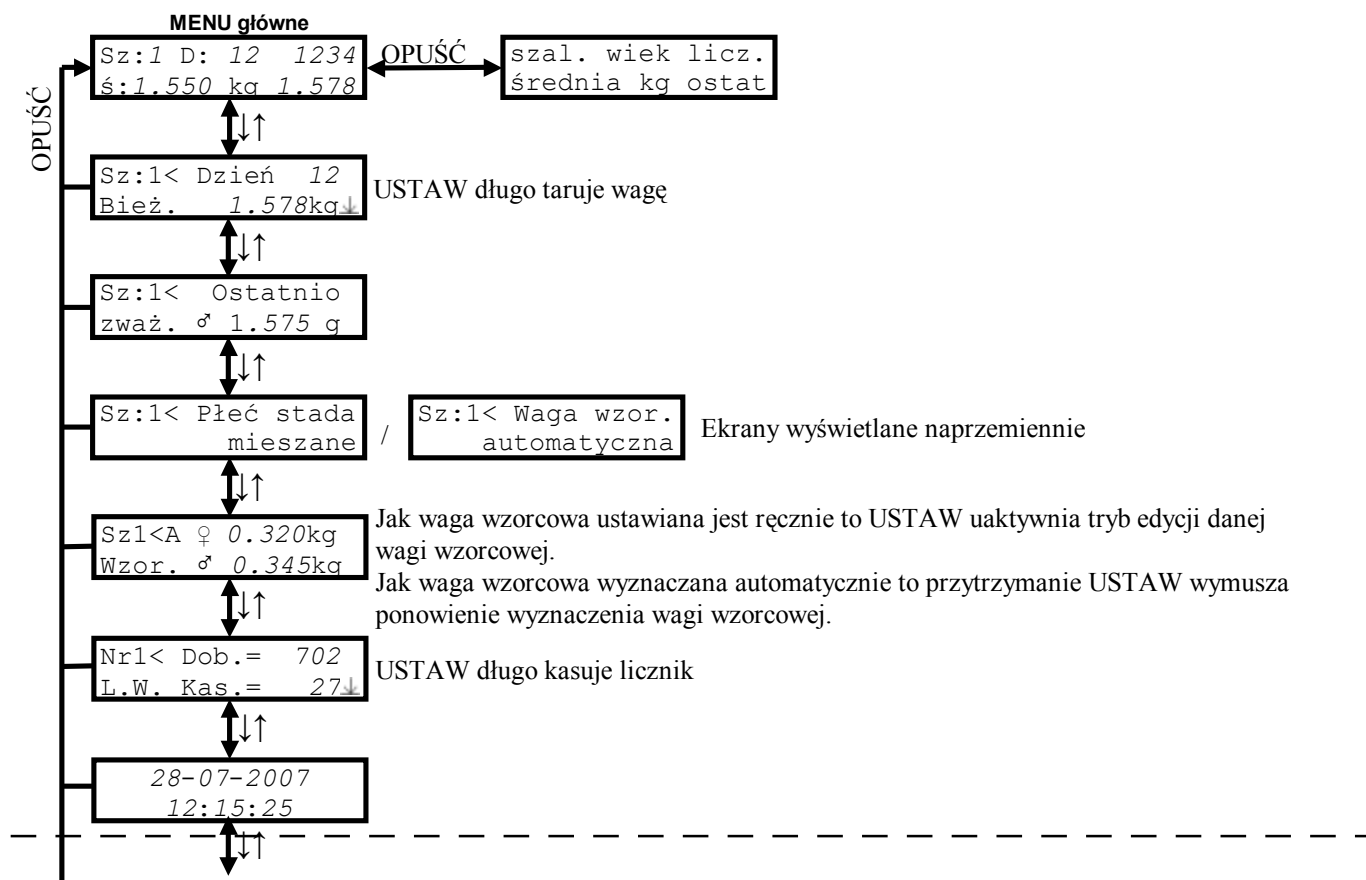 MENU główne
Sz:1 D: 12 1234
ś:1.550 kg 1.578
OPUŚĆ
szal. wiek licz.
średnia kg ostat
OPUŚĆ
↓↑
Sz:1< Dzień 12
Bież. 1.578kg⤓
USTAW długo taruje wagę
↓↑
Sz:1< Ostatnio
zważ. ♂ 1.575 g
↓↑
Sz:1< Płeć stada
mieszane
/
Sz:1< Waga wzor.
automatyczna
Ekrany wyświetlane naprzemiennie
↓↑
Sz1<A ♀ 0.320kg
Wzor. ♂ 0.345kg
Jak waga wzorcowa ustawiana jest ręcznie to USTAW uaktywnia tryb edycji danej
wagi wzorcowej.
Jak waga wzorcowa wyznaczana automatycznie to przytrzymanie USTAW wymusza
ponowienie wyznaczenia wagi wzorcowej.
↓↑
Nr1< Dob.= 702
L.W. Kas.= 27⤓
USTAW długo kasuje licznik
↓↑
28-07-2007
12:15:25
↓↑